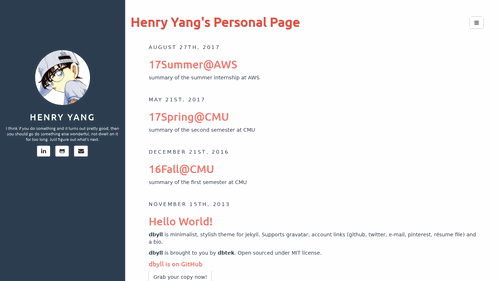 Henry Yang's Personal Page
HENRY YANG
I think if you do something and it turns out pretty good, then
you should go do something else wonderful, not dwell on it
for too long. Just figure out what's next.
in
AUGUST 27TH, 2017
17Summer@AWS
summary of the summer internship at AWS
MAY 21ST, 2017
17Spring@CMU
summary of the second semester at CMU
DECEMBER 21ST, 2016
16Fall@CMU
summary of the first semester at CMU
NOVEMBER 15TH, 2013
Hello World!
dbyll is minimalist, stylish theme for jekyll. Supports gravatar, account links (github, twitter, e-mail, pinterest, résume file) and
a bio.
dbyll is brought to you by dbtek. Open sourced under MIT license.
dbyll is on GitHub
Grab your copy now!